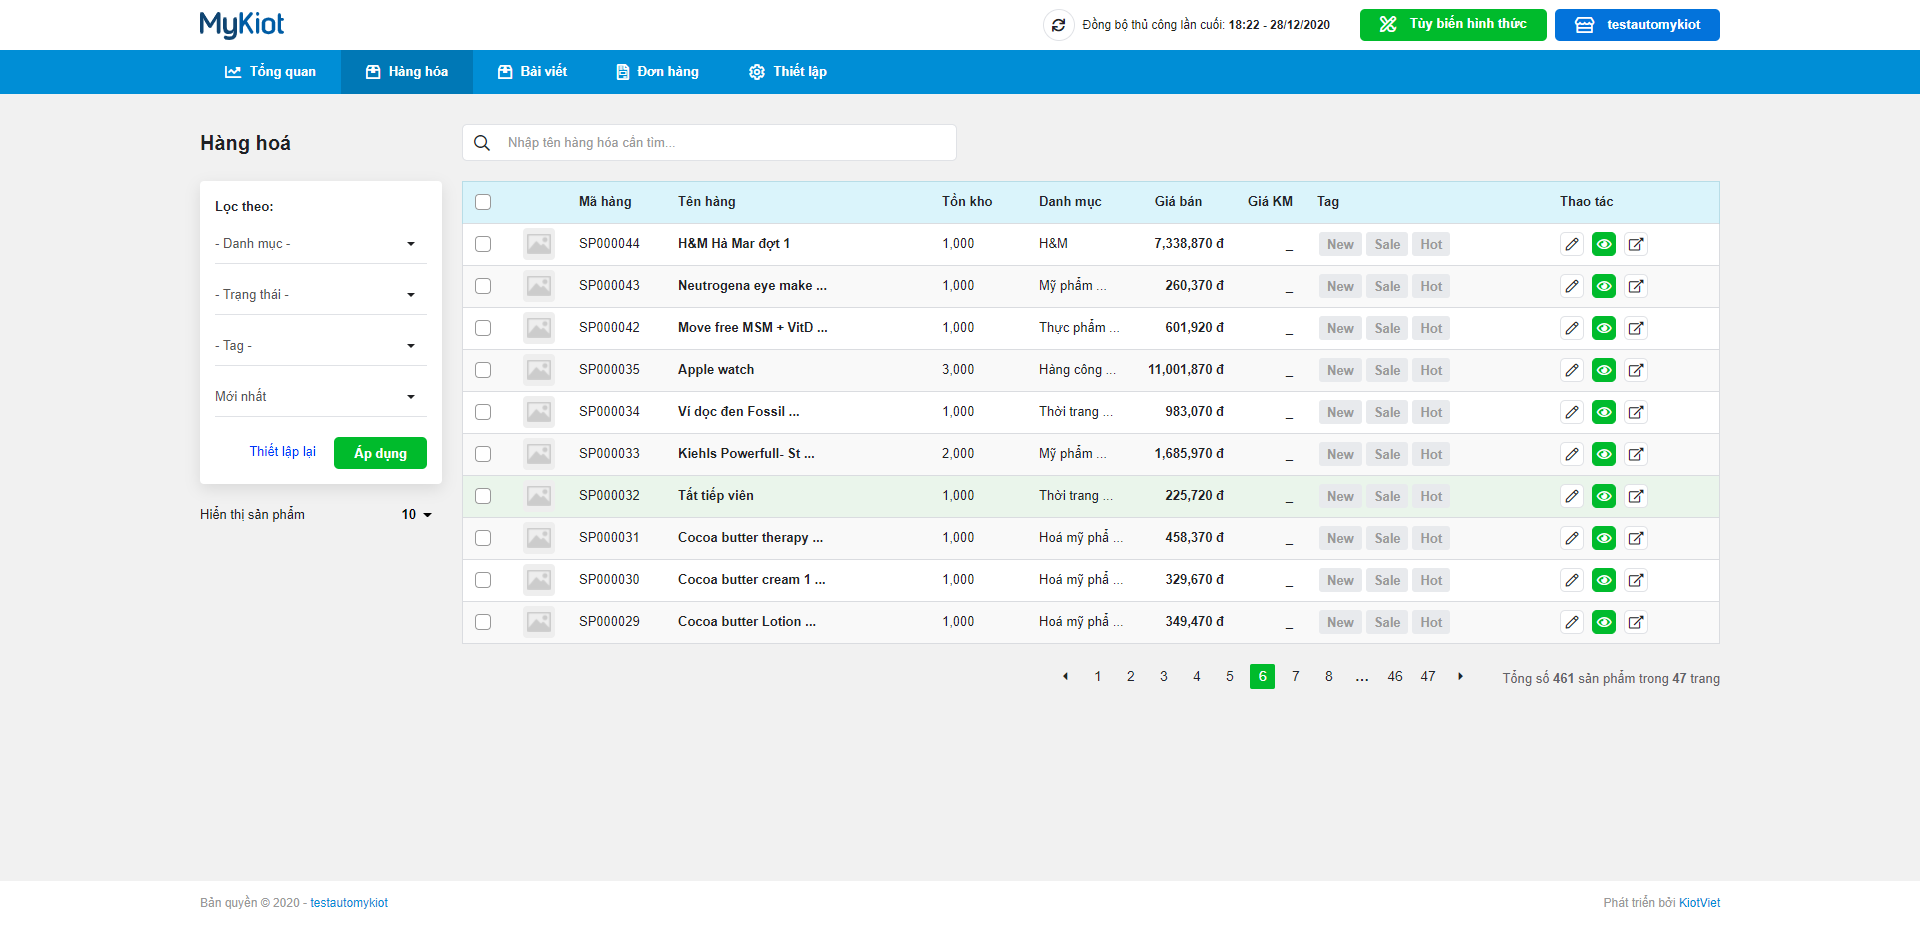 MyKiot
Đồng bộ thủ công lần cuối: 18:22 - 28/12/2020
Tùy biến hình thức
testautomykiot
Tổng quan
Hàng hóa
Bài viết
Đơn hàng
Thiết lập
Hàng hoá
Nhập tên hàng hóa cần tìm...
Lọc theo:
- Danh mục -
- Trạng thái -
- Tag -
Mới nhất
Thiết lập lại Áp dụng
Hiển thị sản phẩm 10
Mã hàng Tên hàng Tồn kho Danh mục Giá bán Giá KM Tag Thao tác
SP000044 H&M Hà Mar đợt 1 1,000 H&M 7,338,870 đ _ New Sale Hot
SP000043 Neutrogena eye make ... 1,000 Mỹ phẩm ... 260,370 đ _ New Sale Hot
SP000042 Move free MSM + VitD ... 1,000 Thực phẩm ... 601,920 đ _ New Sale Hot
SP000035 Apple watch 3,000 Hàng công ... 11,001,870 đ _ New Sale Hot
SP000034 Ví dọc đen Fossil ... 1,000 Thời trang ... 983,070 đ _ New Sale Hot
SP000033 Kiehls Powerfull- St ... 2,000 Mỹ phẩm ... 1,685,970 đ _ New Sale Hot
SP000032 Tất tiếp viên 1,000 Thời trang ... 225,720 đ _ New Sale Hot
SP000031 Cocoa butter therapy ... 1,000 Hoá mỹ phẩ ... 458,370 đ _ New Sale Hot
SP000030 Cocoa butter cream 1 ... 1,000 Hoá mỹ phẩ ... 329,670 đ _ New Sale Hot
SP000029 Cocoa butter Lotion ... 1,000 Hoá mỹ phẩ ... 349,470 đ _ New Sale Hot
1 2 3 4 5 6 7 8 ... 46 47
Tổng số 461 sản phẩm trong 47 trang
Bản quyền © 2020 - testautomykiot
Phát triển bởi KiotViet